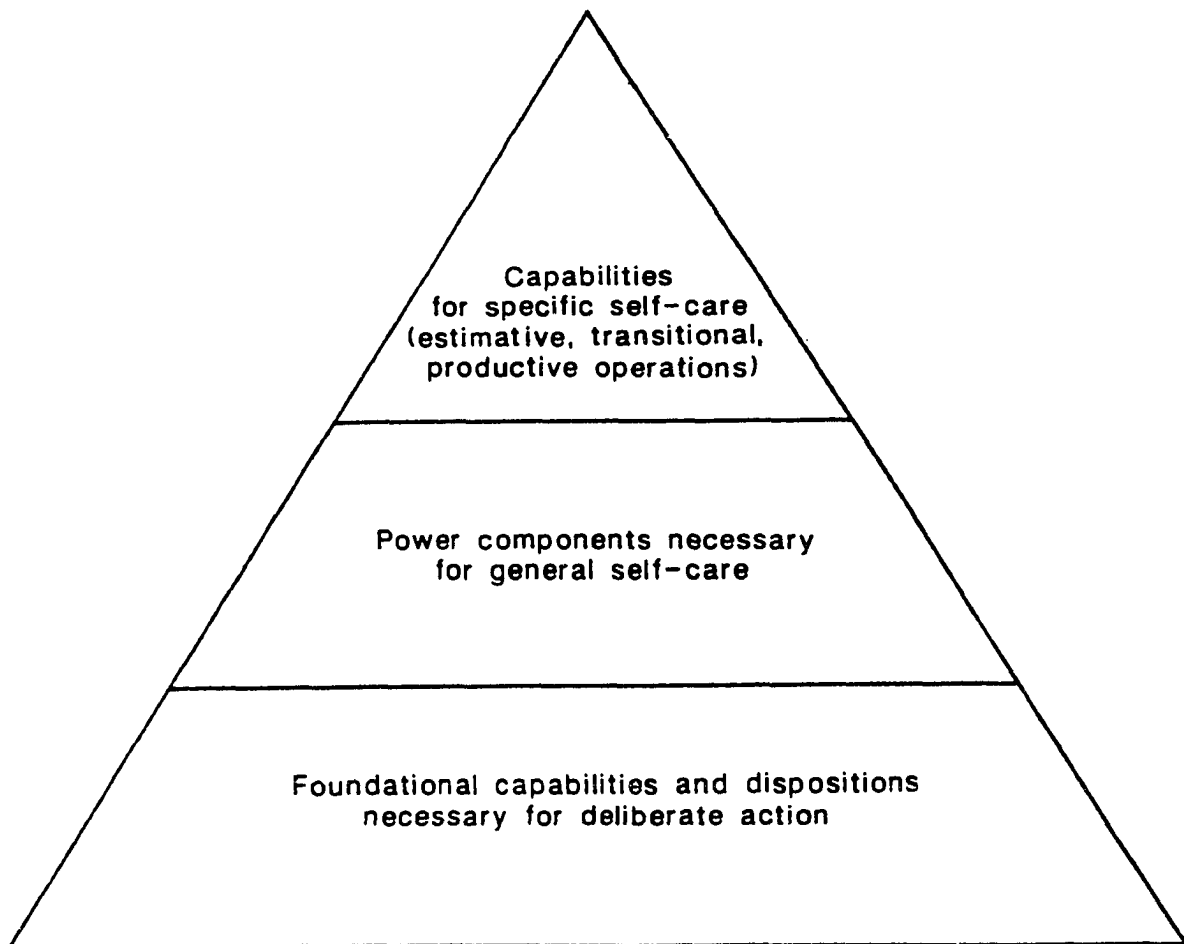 Capabilities
for specific self-care
(estimative, transitional,
productive operations)
Power components necessary
for general self-care
Foundational capabilities and dispositions
necessary for deliberate action